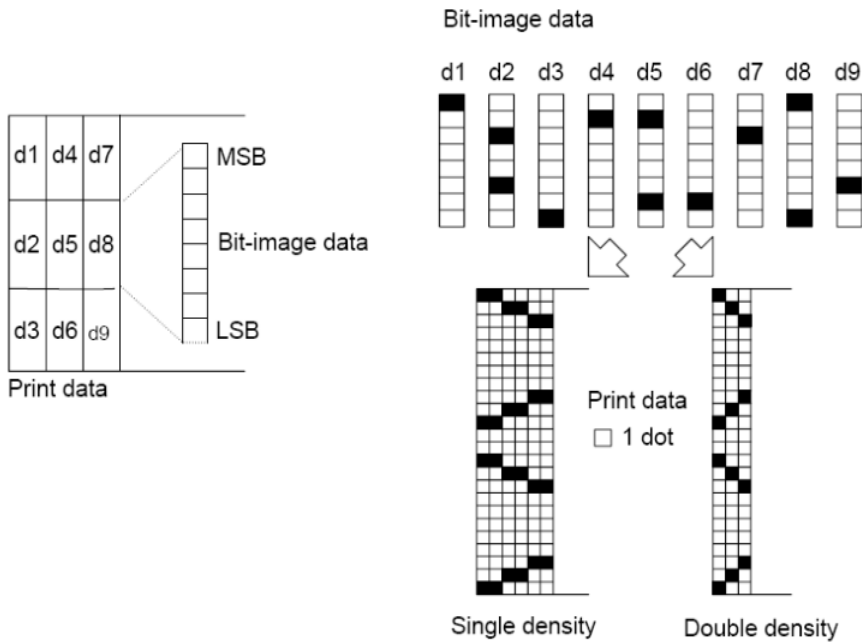 Bit-image data
d1 d2 d3 d4 d5 d6 d7 d8 d9
d1 d4 d7
MSB
d2 d5 d8
Bit-image data
d3 d6 d9
LSB
Print data
Print data
1 dot
Single density
Double density